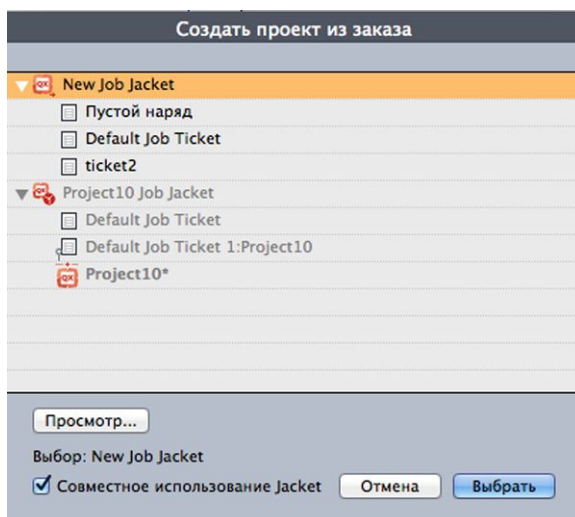 Создать проект из заказа
New Job Jacket
Пустой наряд
Default Job Ticket
ticket2
Project10 Job Jacket
Default Job Ticket
Default Job Ticket 1:Project10
Project10*
Просмотр...
Выбор: New Job Jacket
Совместное использование Jacket Отмена Выбрать